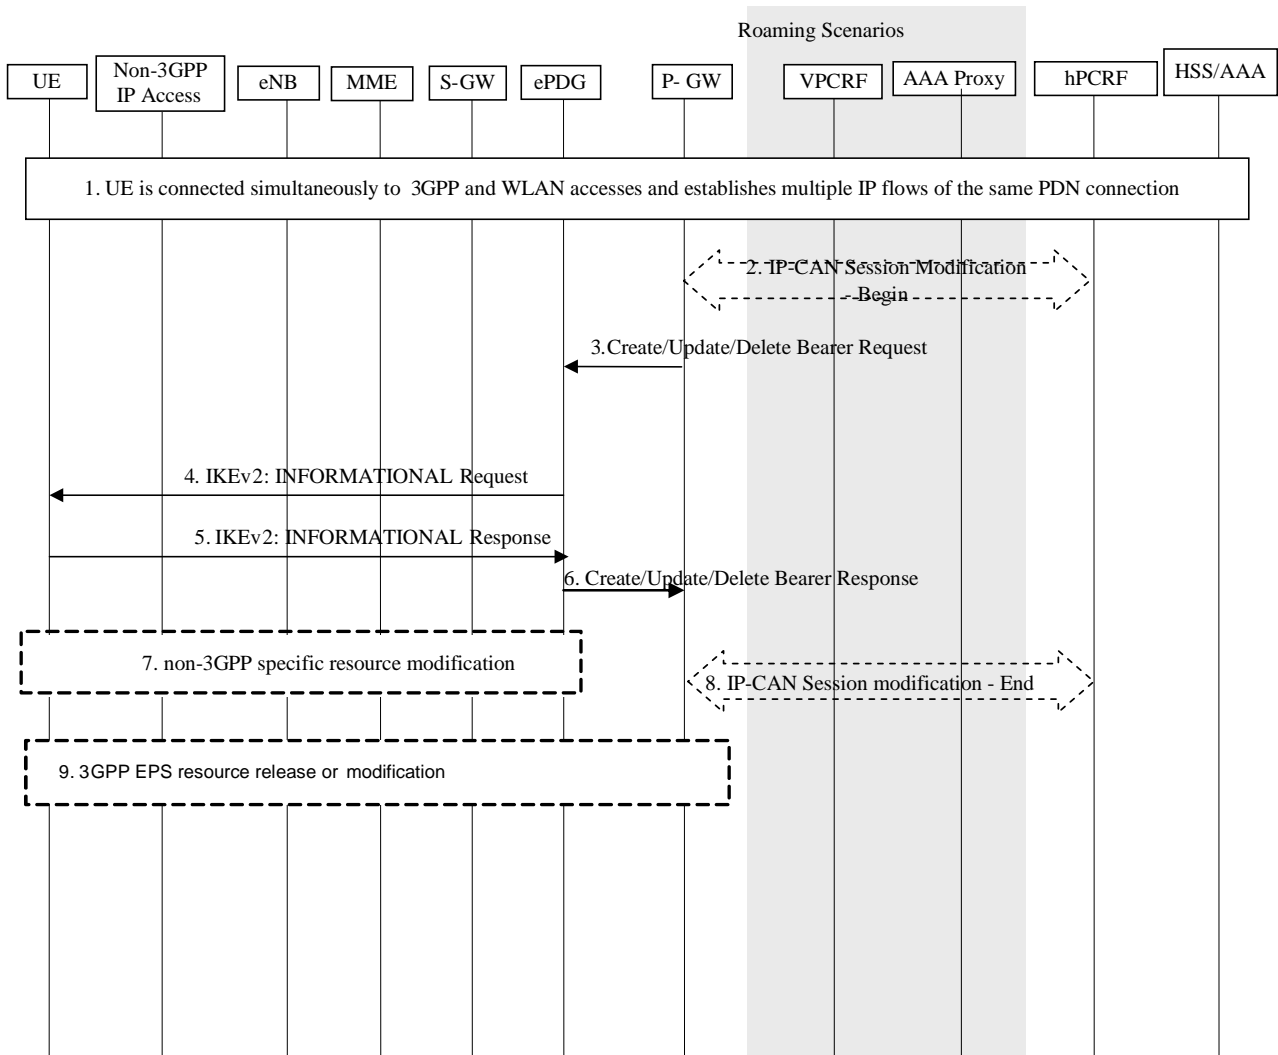 Roaming Scenarios
UE
Non-3GPP
IP Access
eNB
MME
S-GW
ePDG
P- GW
VPCRF
AAA Proxy
hPCRF
HSS/AAA
1. UE is connected simultaneously to 3GPP and WLAN accesses and establishes multiple IP flows of the same PDN connection
2. IP-CAN Session Modification
- Begin
3.Create/Update/Delete Bearer Request
4. IKEv2: INFORMATIONAL Request
5. IKEv2: INFORMATIONAL Response
6. Create/Update/Delete Bearer Response
7. non-3GPP specific resource modification
8. IP-CAN Session modification - End
9. 3GPP EPS resource release or modification